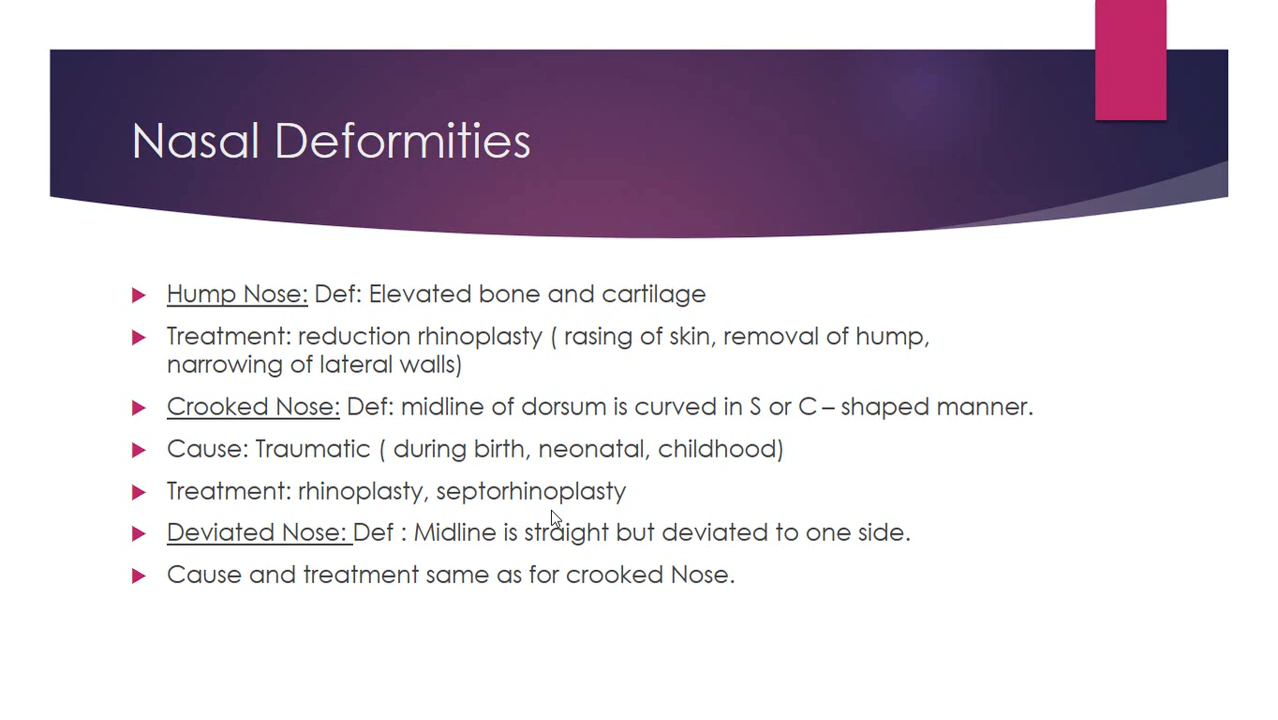 Nasal Deformities
Hump Nose: Def: Elevated bone and cartilage
Treatment: reduction rhinoplasty ( rasing of skin, removal of hump,
narrowing of lateral walls)
Crooked Nose: Def: midline of dorsum is curved in S or C – shaped manner.
Cause: Traumatic ( during birth, neonatal, childhood)
Treatment: rhinoplasty, septorhinoplasty
Deviated Nose: Def : Midline is straight but deviated to one side.
Cause and treatment same as for crooked Nose.